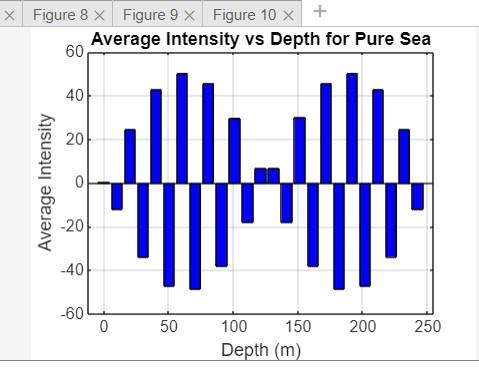 × Figure 8 × Figure 9 × Figure 10 × +
Average Intensity vs Depth for Pure Sea
60
40
20
0
-20
-40
-60
Average Intensity
0 50 100 150 200 250
Depth (m)